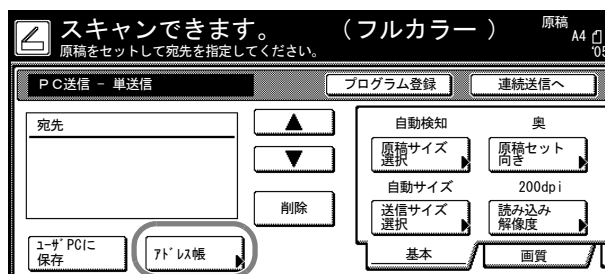 スキャンできます。 （フルカラー ）
原稿をセットして宛先を指定してください。
原稿
A4
'05
ＰＣ送信 － 単送信
プログラム登録
連続送信へ
宛先
▲
▼
削除
ﾕｰｻﾞPCに
保存
ｱﾄﾞﾚｽ帳
自動検知
原稿サイズ
選択
奥
原稿セット
向き
自動サイズ
送信サイズ
選択
200dpi
読み込み
解像度
基本
画質